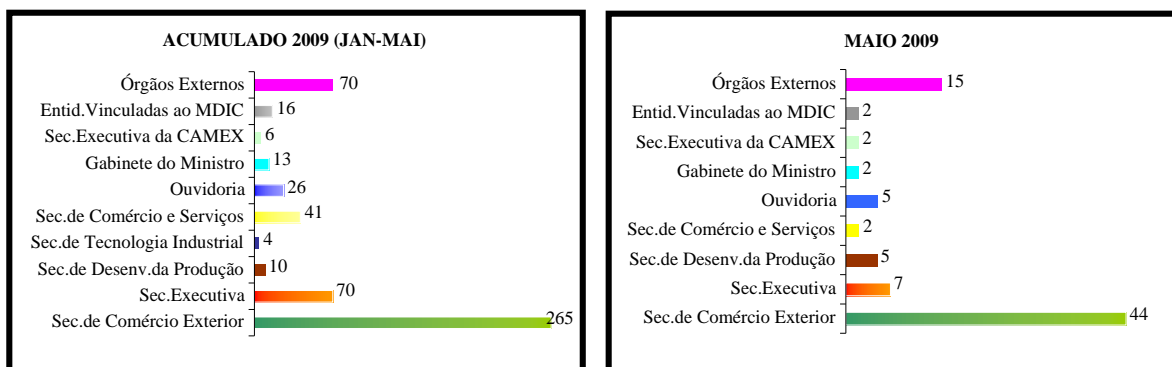 ACUMULADO 2009 (JAN-MAI)
Órgãos Externos 70
Entid.Vinculadas ao MDIC 16
Sec.Executiva da CAMEX 6
Gabinete do Ministro 13
Ouvidoria 26
Sec.de Comércio e Serviços 41
Sec.de Tecnologia Industrial 4
Sec.de Desenv.da Produção 10
Sec.Executiva 70
Sec.de Comércio Exterior 265
MAIO 2009
Órgãos Externos 15
Entid.Vinculadas ao MDIC 2
Sec.Executiva da CAMEX 2
Gabinete do Ministro 2
Ouvidoria 5
Sec.de Comércio e Serviços 2
Sec.de Desenv.da Produção 5
Sec.Executiva 7
Sec.de Comércio Exterior 44